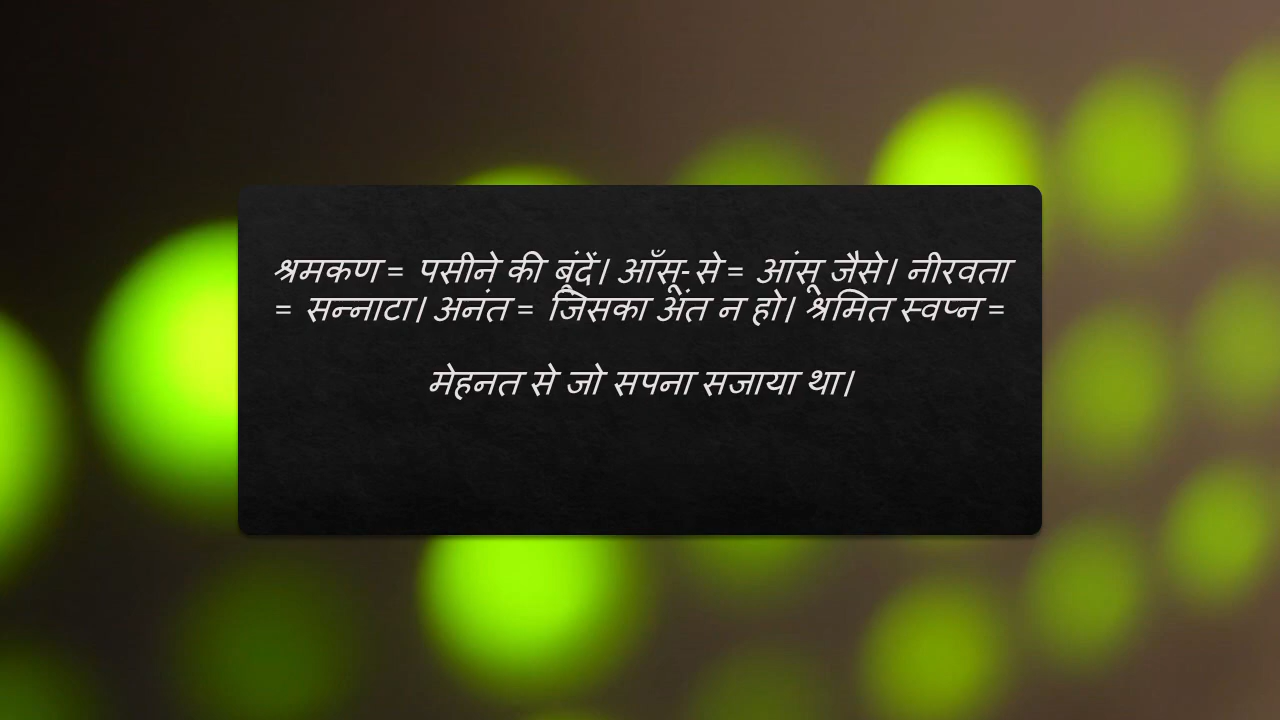 श्रमकण = पसीने की बूंदें। आँसू-से = आंसू जैसे। नीरवता
= सन्नाटा। अनंत = जिसका अंत न हो। श्रमित स्वप्न =
मेहनत से जो सपना सजाया था।